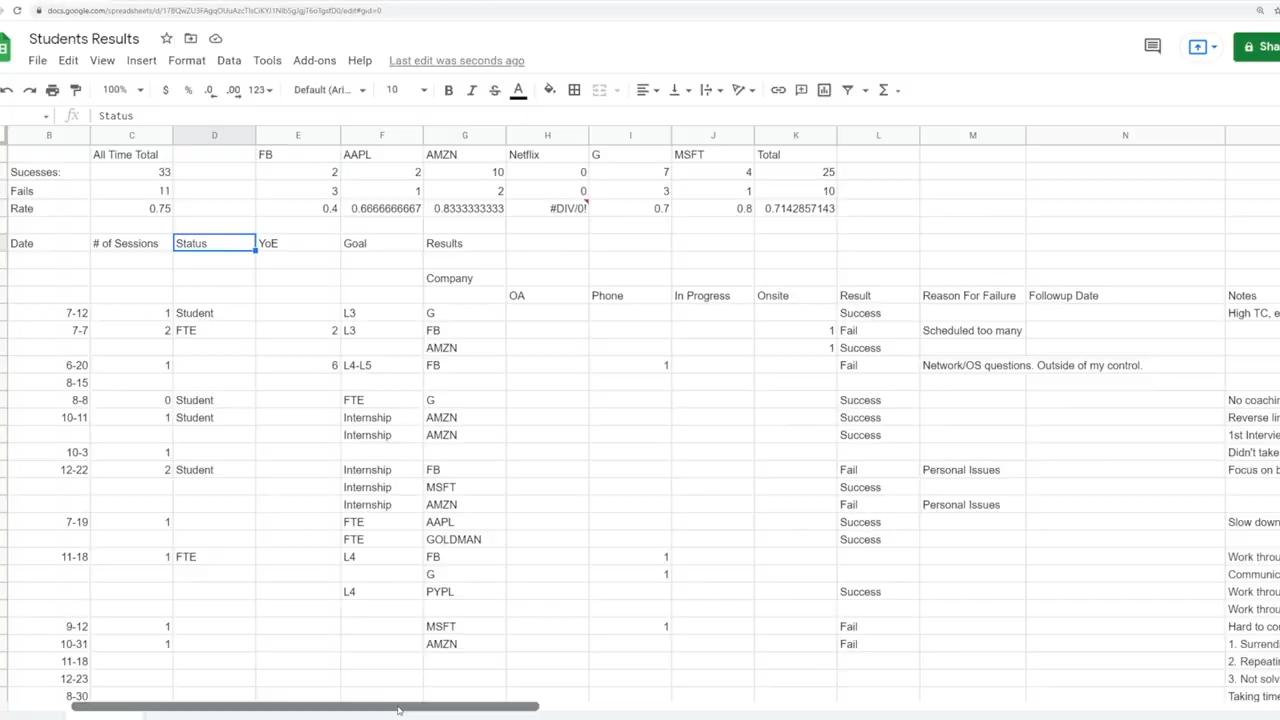 Students Results
File Edit View Insert Format Data Tools Add-ons Help Last edit was seconds ago
Sha
100% $ % .0 .00 123 Default (Ari... 10 B I S A
fx Status
B C D E F G H I J K L M N
All Time Total FB AAPL AMZN Netflix G MSFT Total
Sucesses: 33 2 2 10 0 7 4 25
Fails 11 3 1 2 0 3 1 10
Rate 0.75 0.4 0.6666666667 0.8333333333 #DIV/0! 0.7 0.8 0.7142857143
Date # of Sessions Status YoE Goal Results
Company
OA Phone In Progress Onsite Result Reason For Failure Followup Date Notes
7-12 1 Student L3 G Success High TC, e
7-7 2 FTE 2 L3 FB 1 Fail Scheduled too many
AMZN 1 Success
6-20 1 6 L4-L5 FB 1 Fail Network/OS questions. Outside of my control.
8-15
8-8 0 Student FTE G Success No coachin
10-11 1 Student Internship AMZN Success Reverse lin
Internship AMZN Success 1st Intervie
10-3 1 Didn't take
12-22 2 Student Internship FB Fail Personal Issues Focus on b
Internship MSFT Success
Internship AMZN Fail Personal Issues
7-19 1 FTE AAPL Success Slow down
FTE GOLDMAN Success
11-18 1 FTE L4 FB 1 Work throu
G 1 Communic
L4 PYPL Success Work throu
Work throu
9-12 1 MSFT 1 Fail Hard to co
10-31 1 AMZN Fail 1. Surrendi
11-18 2. Repeatin
12-23 3. Not solv
8-30 Taking time